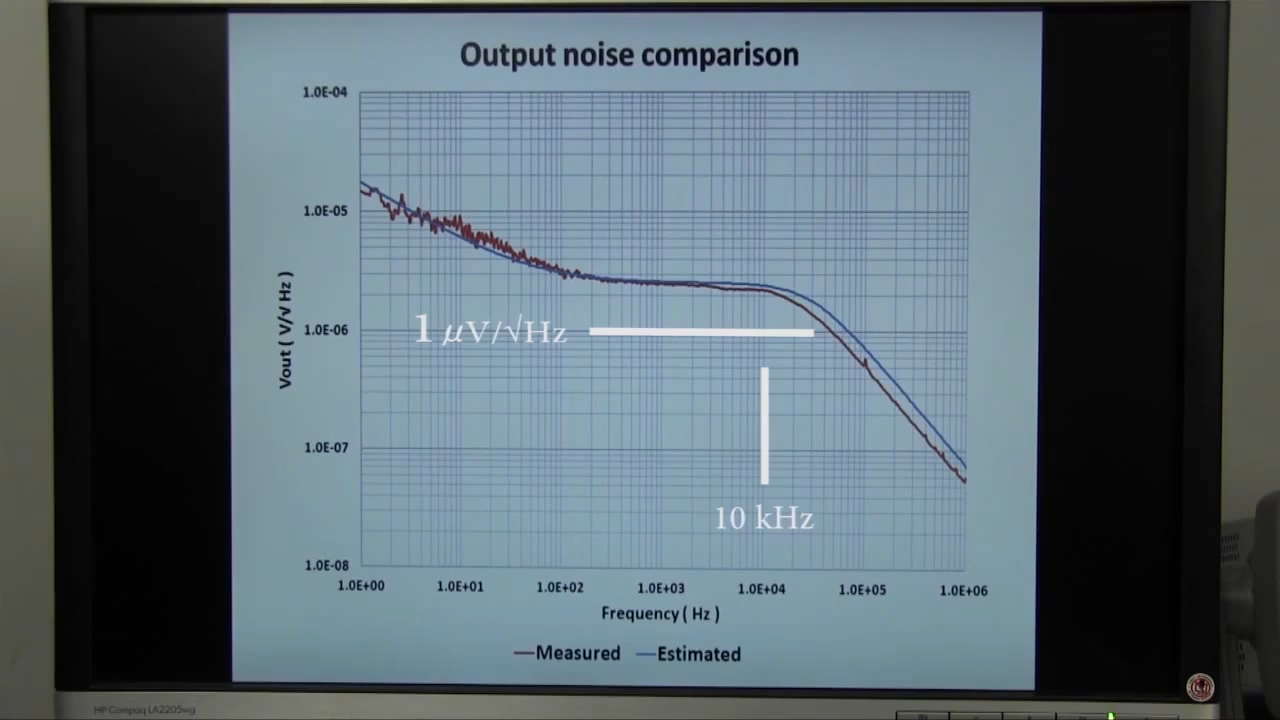 Output noise comparison
1.0E-04
1.0E-05
1.0E-06
1.0E-07
1.0E-08
Vout ( V/√ Hz )
1 μV/√Hz
10 kHz
1.0E+00 1.0E+01 1.0E+02 1.0E+03 1.0E+04 1.0E+05 1.0E+06
Frequency ( Hz )
Measured Estimated
HP Compaq LA2205wg